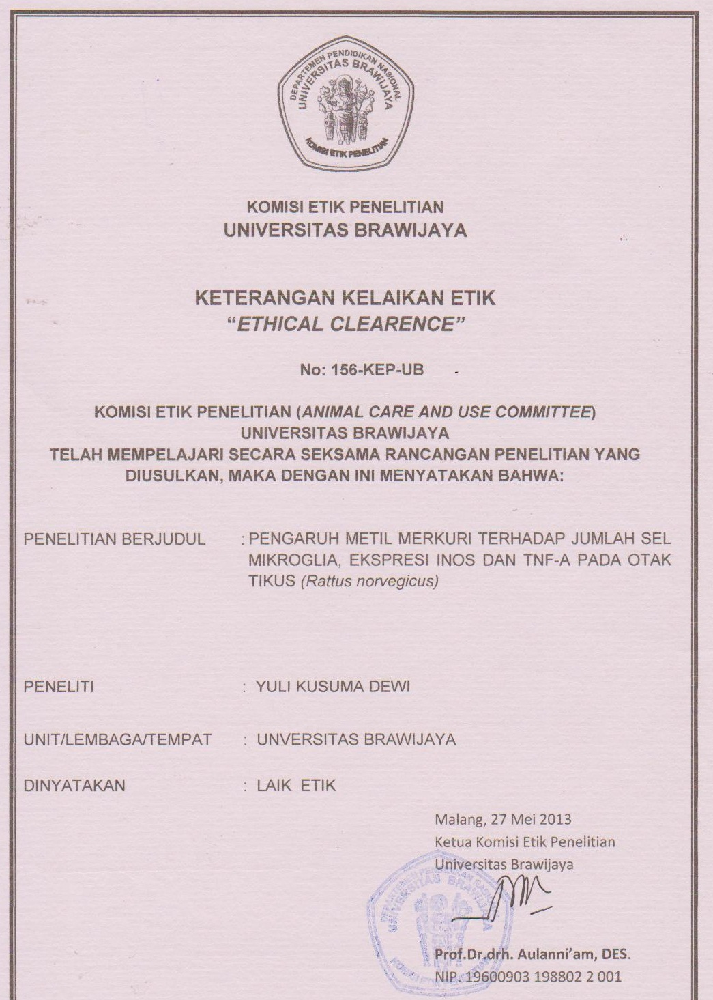 DEPARTEMEN PENDIDIKAN NASIONAL
UNIVERSITAS BRAWIJAYA
KOMISI ETIK PENELITIAN
KOMISI ETIK PENELITIAN
UNIVERSITAS BRAWIJAYA
KETERANGAN KELAIKAN ETIK
“ETHICAL CLEARENCE”
No: 156-KEP-UB
KOMISI ETIK PENELITIAN (ANIMAL CARE AND USE COMMITTEE)
UNIVERSITAS BRAWIJAYA
TELAH MEMPELAJARI SECARA SEKSAMA RANCANGAN PENELITIAN YANG
DIUSULKAN, MAKA DENGAN INI MENYATAKAN BAHWA:
PENELITIAN BERJUDUL : PENGARUH METIL MERKURI TERHADAP JUMLAH SEL
MIKROGLIA, EKSPRESI INOS DAN TNF-A PADA OTAK
TIKUS (Rattus norvegicus)
PENELITI : YULI KUSUMA DEWI
UNIT/LEMBAGA/TEMPAT : UNVERSITAS BRAWIJAYA
DINYATAKAN : LAIK ETIK
Malang, 27 Mei 2013
Ketua Komisi Etik Penelitian
Universitas Brawijaya
DEPARTEMEN PENDIDIKAN NASIONAL
UNIVERSITAS BRAWIJAYA
KOMISI ETIK PENELITIAN
Prof.Dr.drh. Aulanni’am, DES.
NIP. 19600903 198802 2 001